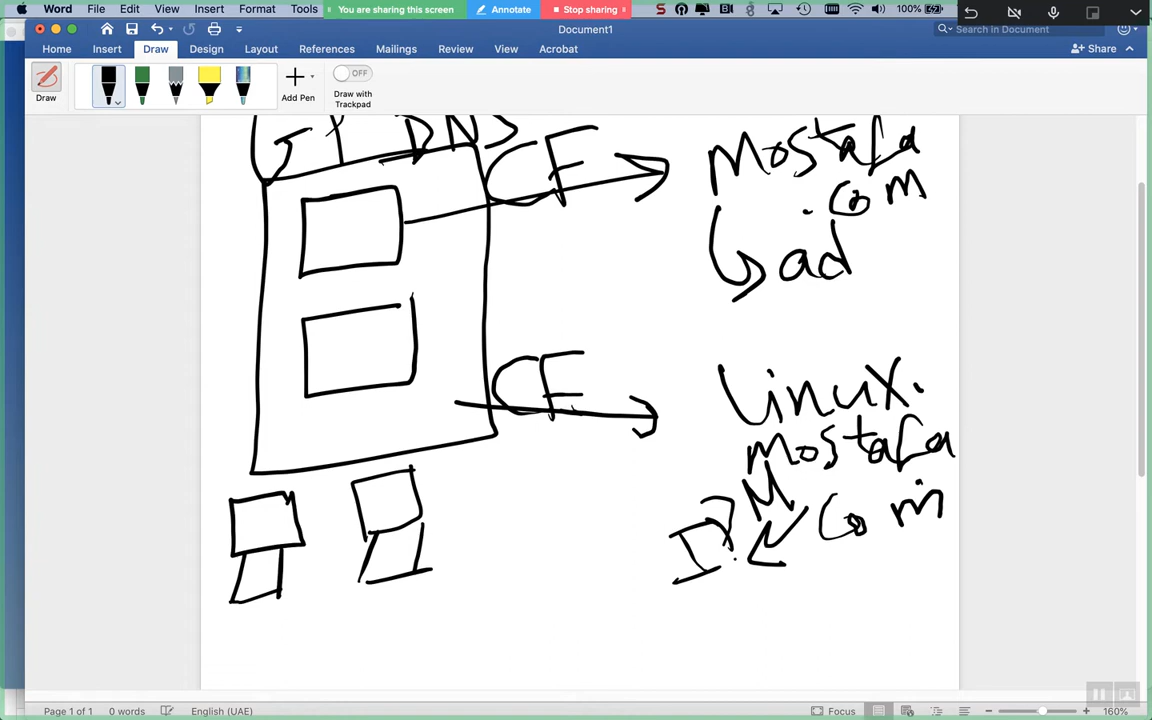 Word File Edit View Insert Format Tools You are sharing this screen Annotate Stop sharing 100%
Document1 Search In Document
Home Insert Draw Design Layout References Mailings Review View Acrobat Share
Draw Add Pen OFF Draw with Trackpad
DNS
CF
Mostafa
.com
ad
CF
Linux.
Mostafa
com
Page 1 of 1 0 words English (UAE) Focus 160%